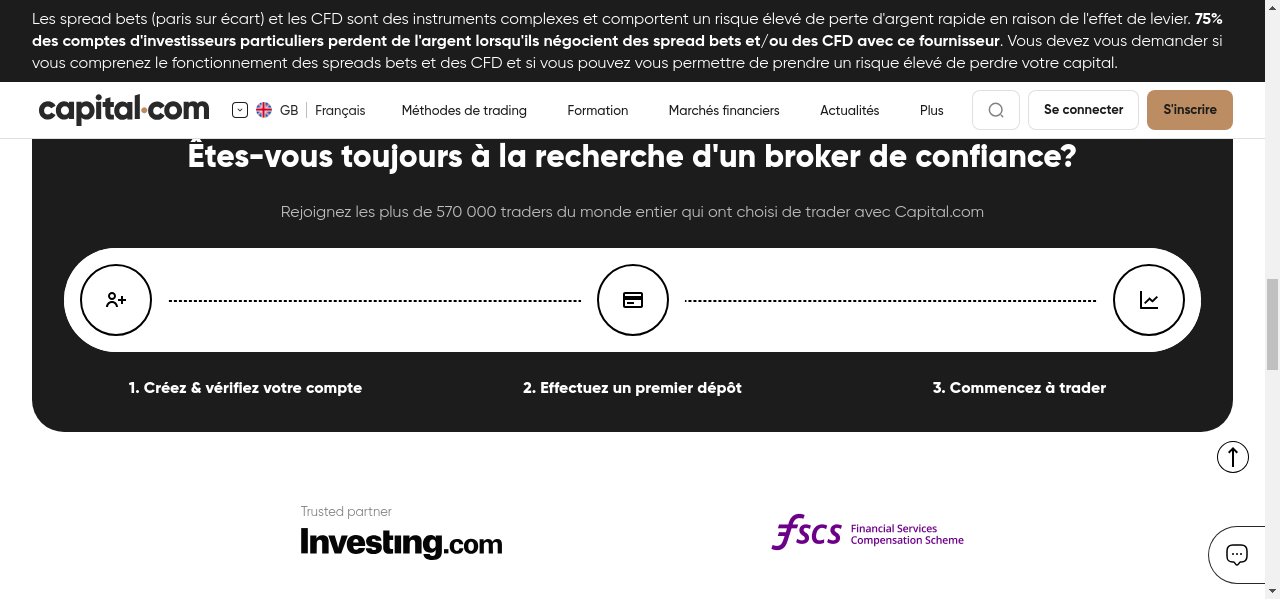 Les spread bets (paris sur écart) et les CFD sont des instruments complexes et comportent un risque élevé de perte d'argent rapide en raison de l'effet de levier. 75%
des comptes d'investisseurs particuliers perdent de l'argent lorsqu'ils négocient des spread bets et/ou des CFD avec ce fournisseur. Vous devez vous demander si
vous comprenez le fonctionnement des spreads bets et des CFD et si vous pouvez vous permettre de prendre un risque élevé de perdre votre capital.
capital.com GB Français Méthodes de trading Formation Marchés financiers Actualités Plus Se connecter S'inscrire
Êtes-vous toujours à la recherche d'un broker de confiance?
Rejoignez les plus de 570 000 traders du monde entier qui ont choisi de trader avec Capital.com
1. Créez & vérifiez votre compte 2. Effectuez un premier dépôt 3. Commencez à trader
Trusted partner
Investing.com
fscs Financial Services
Compensation Scheme